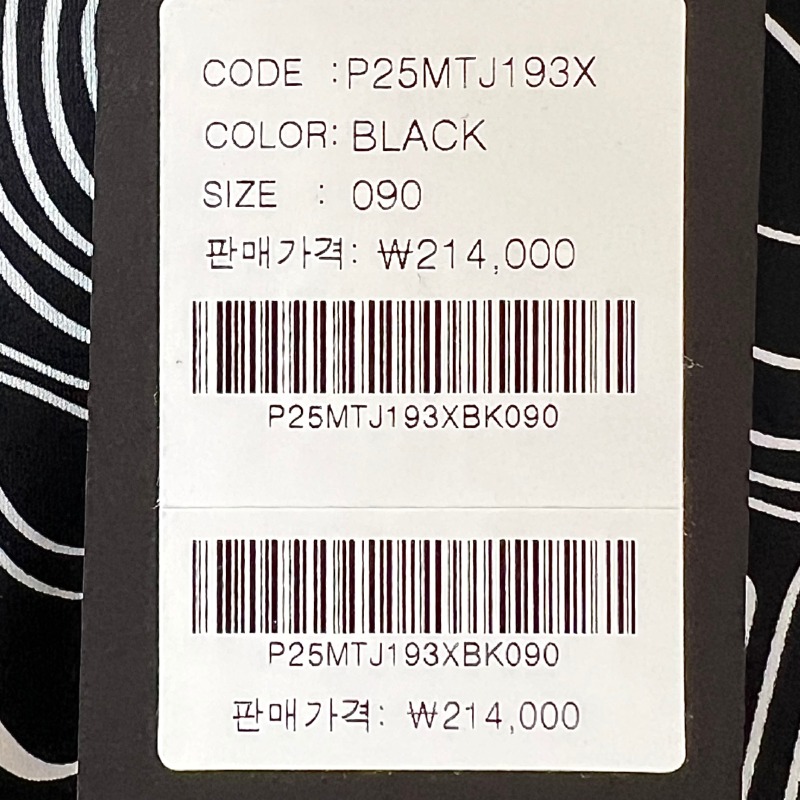 CODE : P25MTJ193X
COLOR: BLACK
SIZE : 090
판매가격: ₩214,000
P25MTJ193XBK090
P25MTJ193XBK090
판매가격: ₩214,000